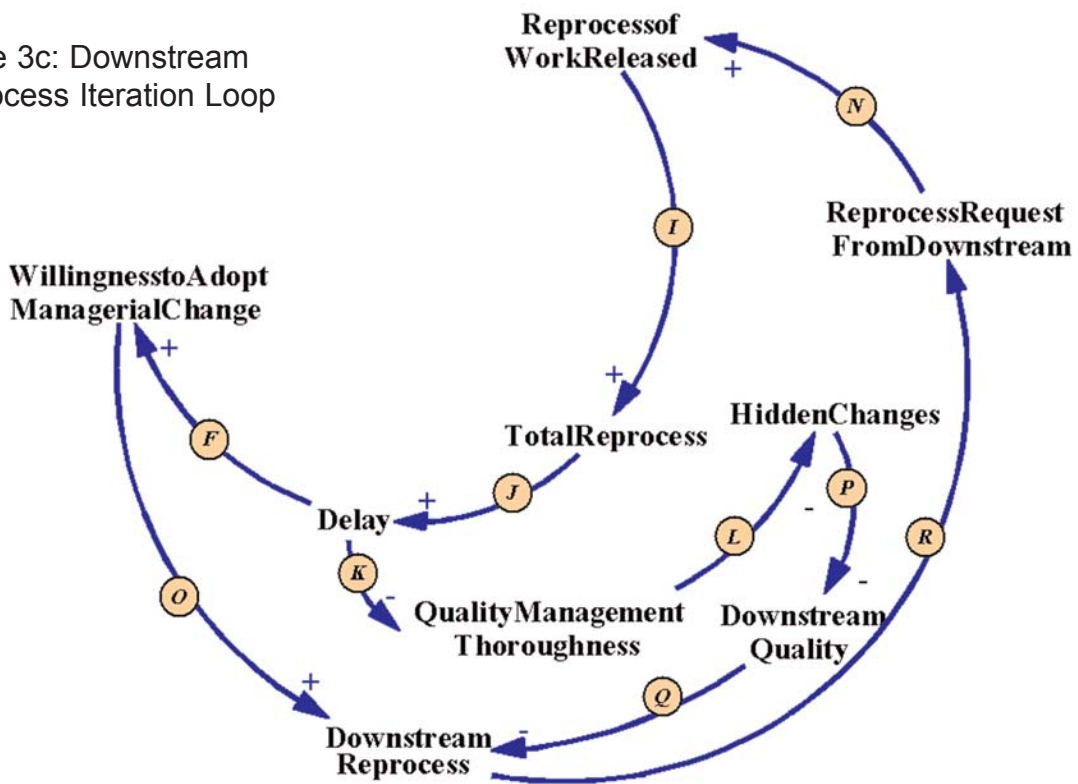 e 3c: Downstream
ocess Iteration Loop
Reprocessof
WorkReleased
+
N
ReprocessRequest
FromDownstream
I
WillingnesstoAdopt
ManagerialChange
+
+
HiddenChanges
TotalReprocess
F
J
+
P
-
Delay
L
R
K
-
-
O
QualityManagement
Thoroughness
Downstream
Quality
+
Q
-
Downstream
Reprocess